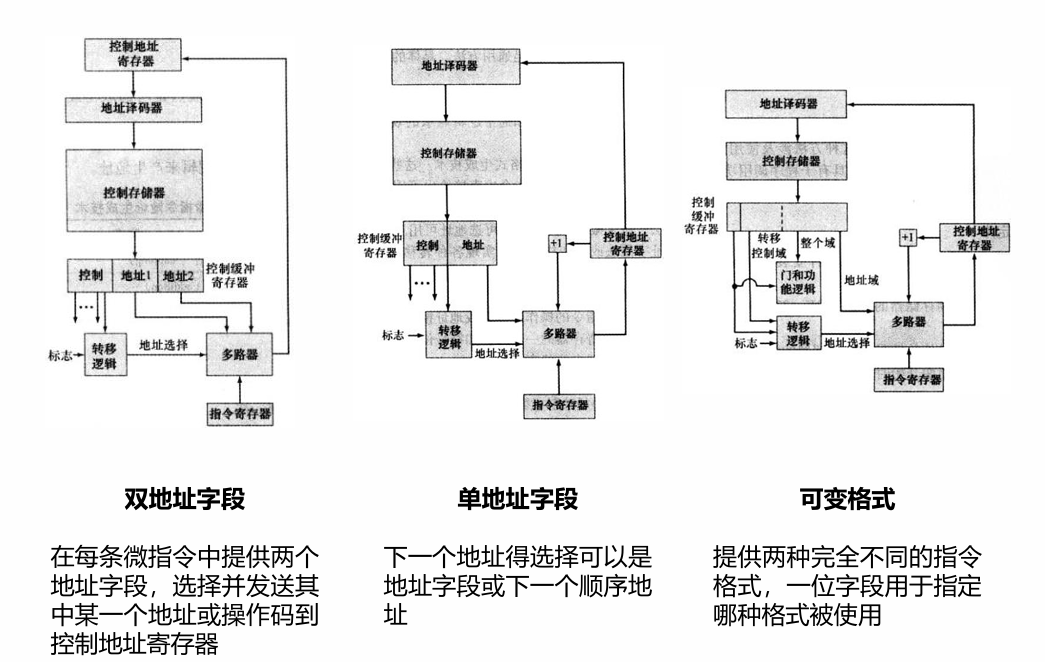 控制地址
寄存器
地址译码器
控制存储器
控制
地址1
地址2
控制缓冲
寄存器
标志
转移
逻辑
地址选择
多路器
指令寄存器
地址译码器
控制存储器
控制缓冲
寄存器
控制
地址
+1
控制地址
寄存器
标志
转移
逻辑
地址选择
多路器
指令寄存器
地址译码器
控制存储器
控制
缓冲
寄存器
转移
控制域
整个域
门和功
能逻辑
地址域
+1
控制地址
寄存器
标志
转移
逻辑
地址选择
多路器
指令寄存器
双地址字段
在每条微指令中提供两个
地址字段，选择并发送其
中某一个地址或操作码到
控制地址寄存器
单地址字段
下一个地址得选择可以是
地址字段或下一个顺序地
址
可变格式
提供两种完全不同的指令
格式，一位字段用于指定
哪种格式被使用